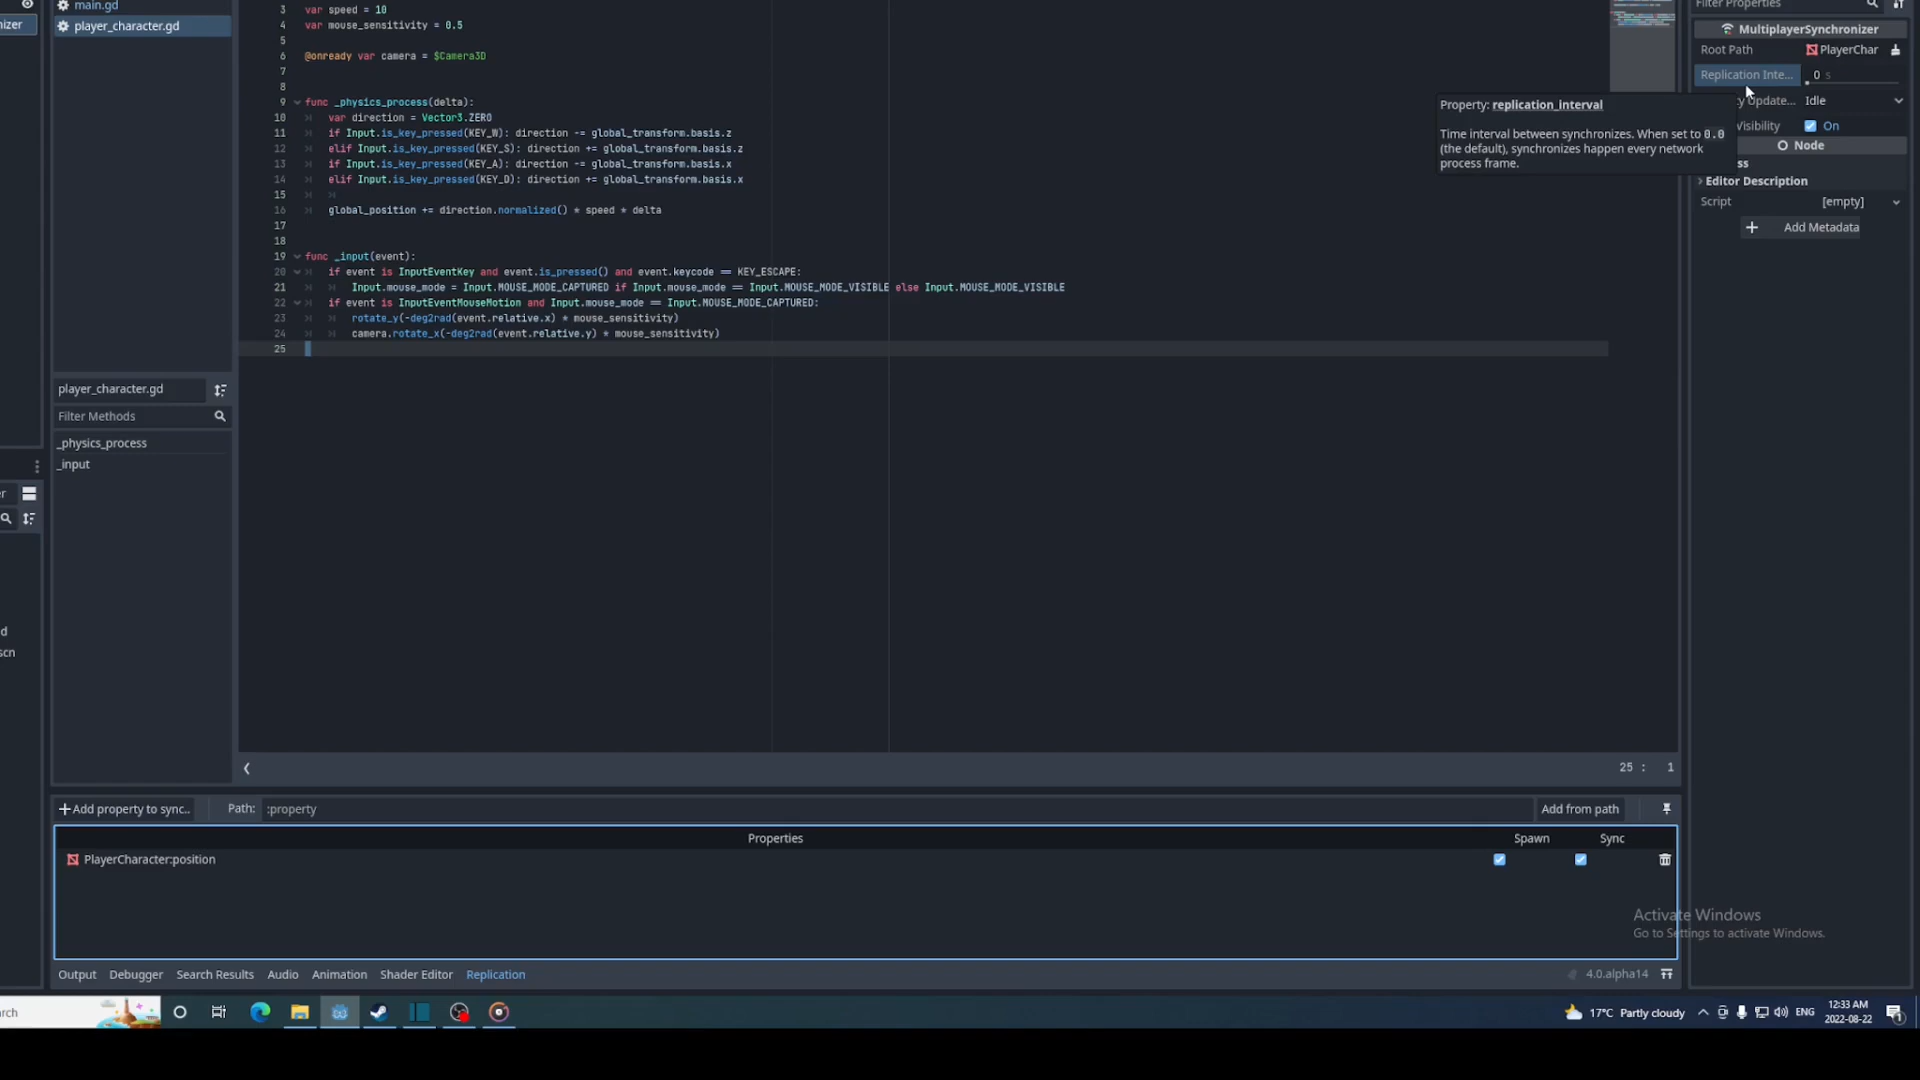 main.gd
player_character.gd
nizer
3 var speed = 10
4 var mouse_sensitivity = 0.5
5
6 @onready var camera = $Camera3D
7
8
9 func _physics_process(delta):
10 var direction = Vector3.ZERO
11 if Input.is_key_pressed(KEY_W): direction -= global_transform.basis.z
12 elif Input.is_key_pressed(KEY_S): direction += global_transform.basis.z
13 if Input.is_key_pressed(KEY_A): direction -= global_transform.basis.x
14 elif Input.is_key_pressed(KEY_D): direction += global_transform.basis.x
15
16 global_position += direction.normalized() * speed * delta
17
18
19 func _input(event):
20 if event is InputEventKey and event.is_pressed() and event.keycode == KEY_ESCAPE:
21 Input.mouse_mode = Input.MOUSE_MODE_CAPTURED if Input.mouse_mode == Input.MOUSE_MODE_VISIBLE else Input.MOUSE_MODE_VISIBLE
22 if event is InputEventMouseMotion and Input.mouse_mode == Input.MOUSE_MODE_CAPTURED:
23 rotate_y(-deg2rad(event.relative.x) * mouse_sensitivity)
24 camera.rotate_x(-deg2rad(event.relative.y) * mouse_sensitivity)
25
player_character.gd
Filter Methods
_physics_process
_input
er
d
scn
25 : 1
Filter Properties
MultiplayerSynchronizer
Root Path PlayerChar
Replication Inte... 0 s
y Update... Idle
Visibility On
Node
ss
Editor Description
Script [empty]
Add Metadata
Property: replication_interval
Time interval between synchronizes. When set to 0.0
(the default), synchronizes happen every network
process frame.
Add property to sync.. Path: :property Add from path
Properties Spawn Sync
PlayerCharacter:position
Activate Windows
Go to Settings to activate Windows.
Output Debugger Search Results Audio Animation Shader Editor Replication 4.0.alpha14
rch 17°C Partly cloudy ENG 12:33 AM
2022-08-22
1